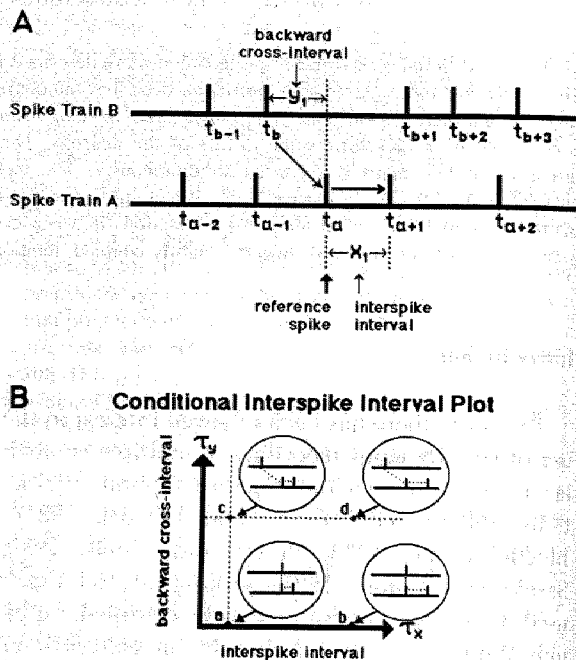 A
backward
cross-interval
y₁
Spike Train B
t_b-1 t_b t_b+1 t_b+2 t_b+3
Spike Train A
t_a-2 t_a-1 t_a t_a+1 t_a+2
x₁
reference spike
interspike interval
B
Conditional Interspike Interval Plot
τ_y
backward cross-interval
c d
a b
τ_x
interspike interval